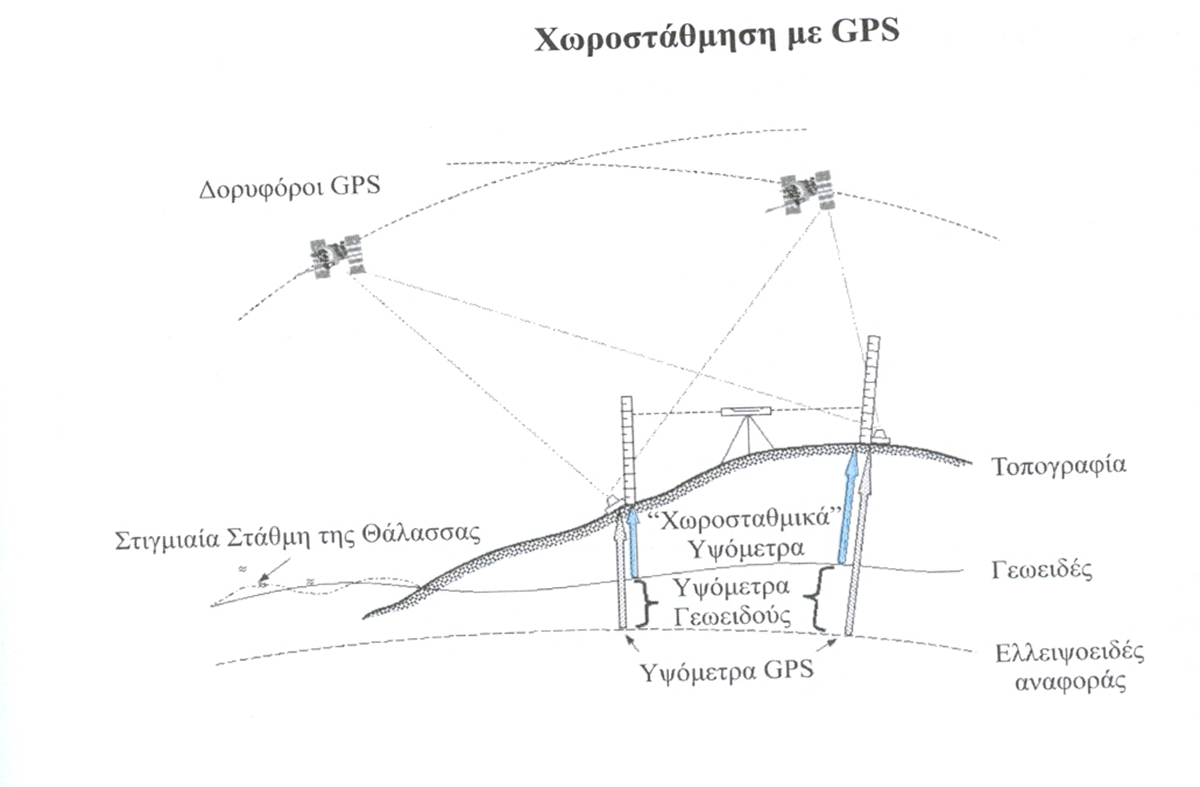 Χωροστάθμηση με GPS
Δορυφόροι GPS
Τοπογραφία
"Χωροσταθμικά"
Υψόμετρα
Στιγμιαία Στάθμη της Θάλασσας
Γεωειδές
Υψόμετρα
Γεωειδούς
Ελλειψοειδές
αναφοράς
Υψόμετρα GPS